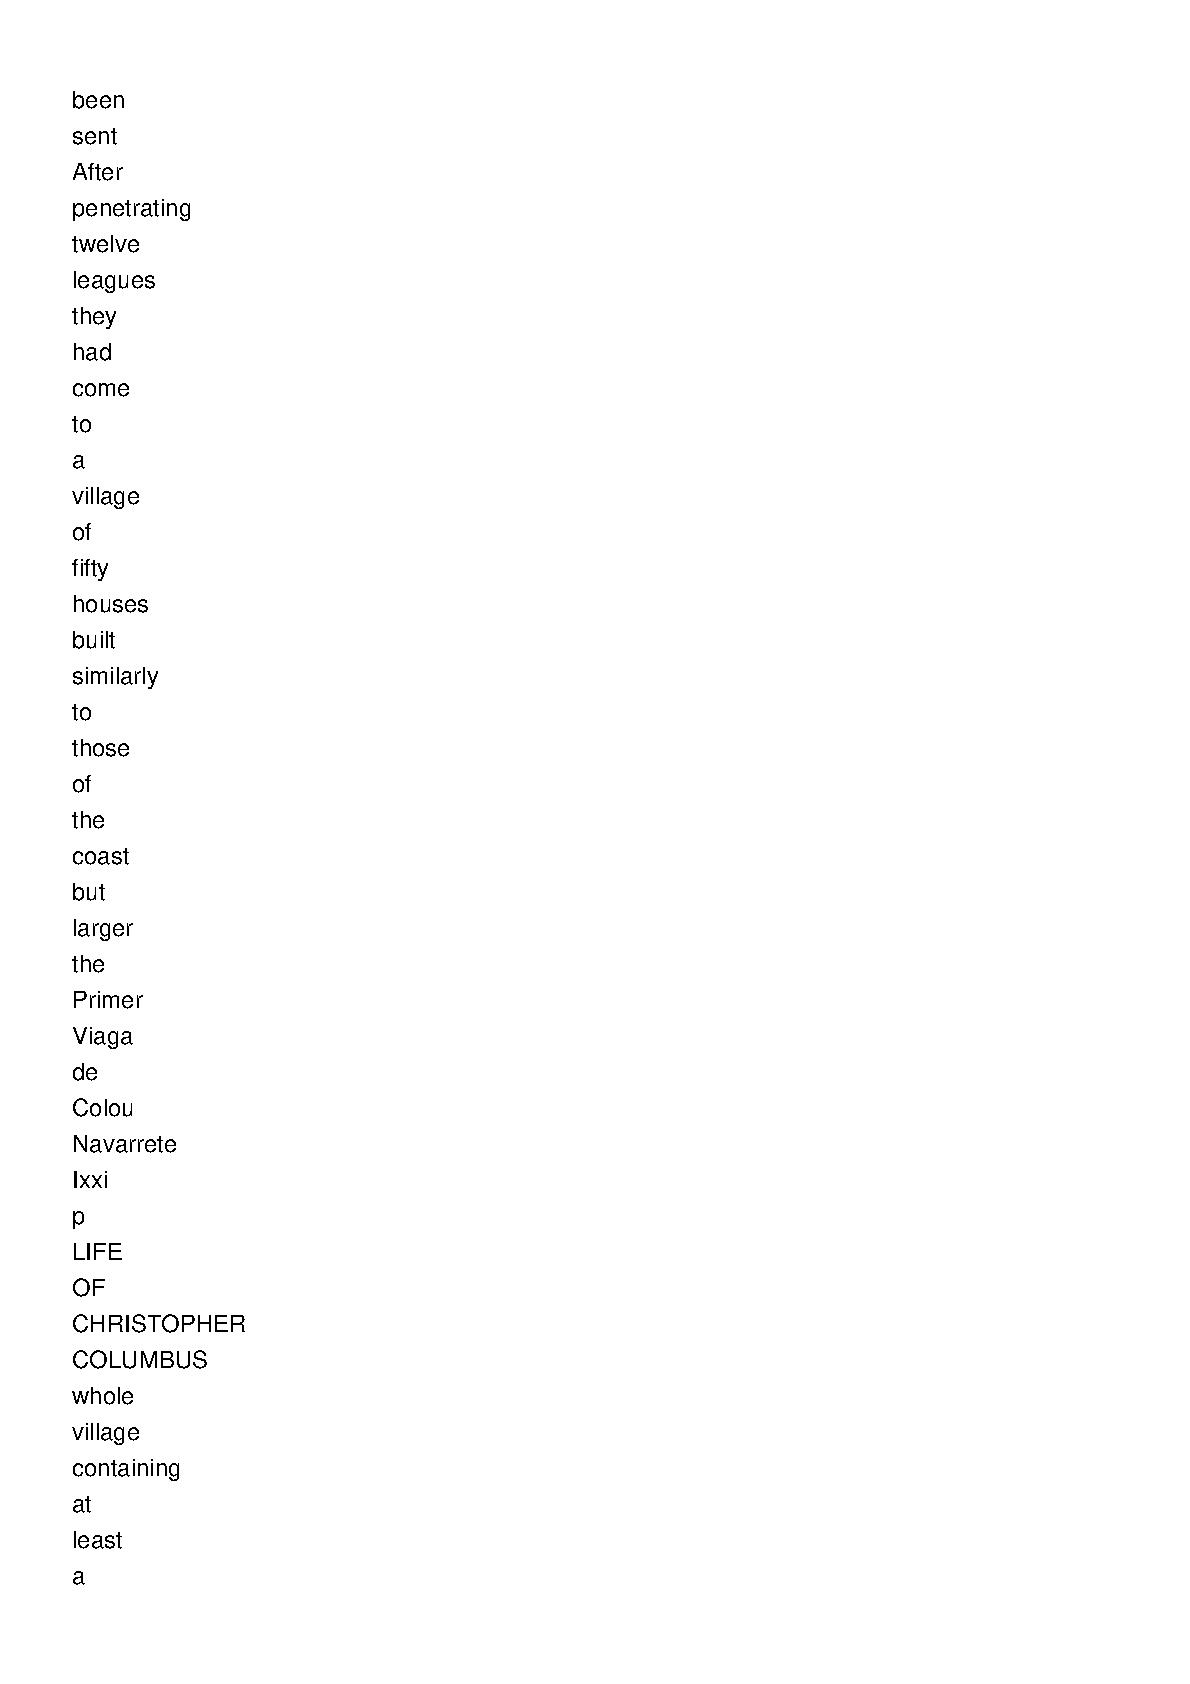 been
sent
After
penetrating
twelve
leagues
they
had
come
to
a
village
of
fifty
houses
built
similarly
to
those
of
the
coast
but
larger
the
Primer
Viaga
de
Colou
Navarrete
Ixxi
p
LIFE
OF
CHRISTOPHER
COLUMBUS
whole
village
containing
at
least
a